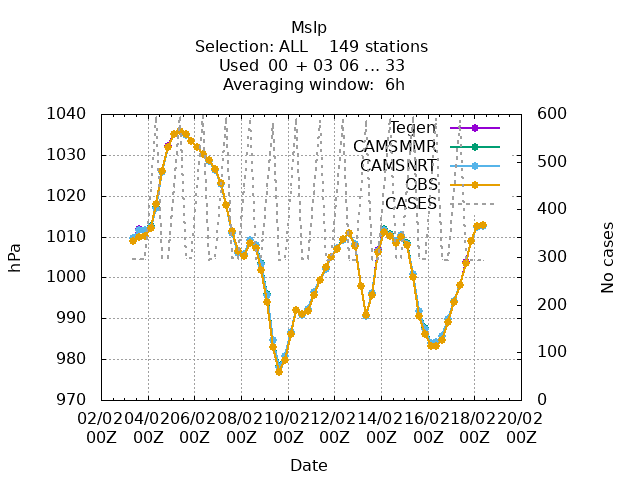 Mslp
Selection: ALL    149 stations
Used  00  + 03 06 ... 33
Averaging window:  6h
1040
1030
1020
1010
1000
990
980
970
hPa
600
500
400
300
200
100
0
No cases
Tegen
CAMSMMR
CAMSNRT
OBS
CASES
02/02 04/02 06/02 08/02 10/02 12/02 14/02 16/02 18/02 20/02
00Z 00Z 00Z 00Z 00Z 00Z 00Z 00Z 00Z 00Z
Date